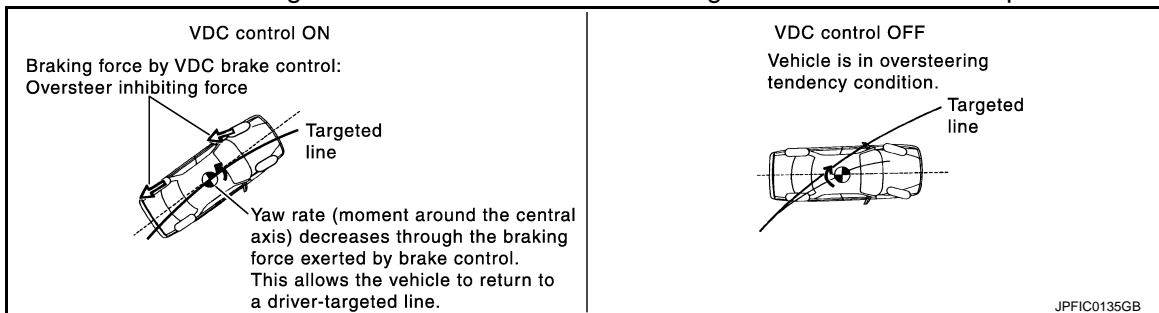 VDC control ON
Braking force by VDC brake control:
Oversteer inhibiting force
Targeted
line
Yaw rate (moment around the central
axis) decreases through the braking
force exerted by brake control.
This allows the vehicle to return to
a driver-targeted line.
VDC control OFF
Vehicle is in oversteering
tendency condition.
Targeted
line
JPFIC0135GB